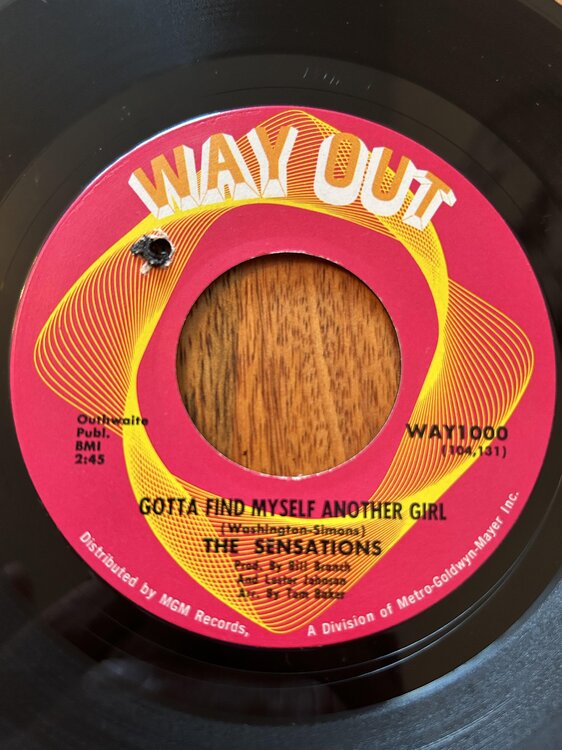 WAY OUT
Outhwaite
Publ.
BMI
2:45
WAY1000
(104,131)
GOTTA FIND MYSELF ANOTHER GIRL
(Washington-Simons)
THE SENSATIONS
Prod. By Bill Branch
And Lester Johnson
Arr. By Tom Baker
Distributed by MGM Records, A Division of Metro-Goldwyn-Mayer Inc.